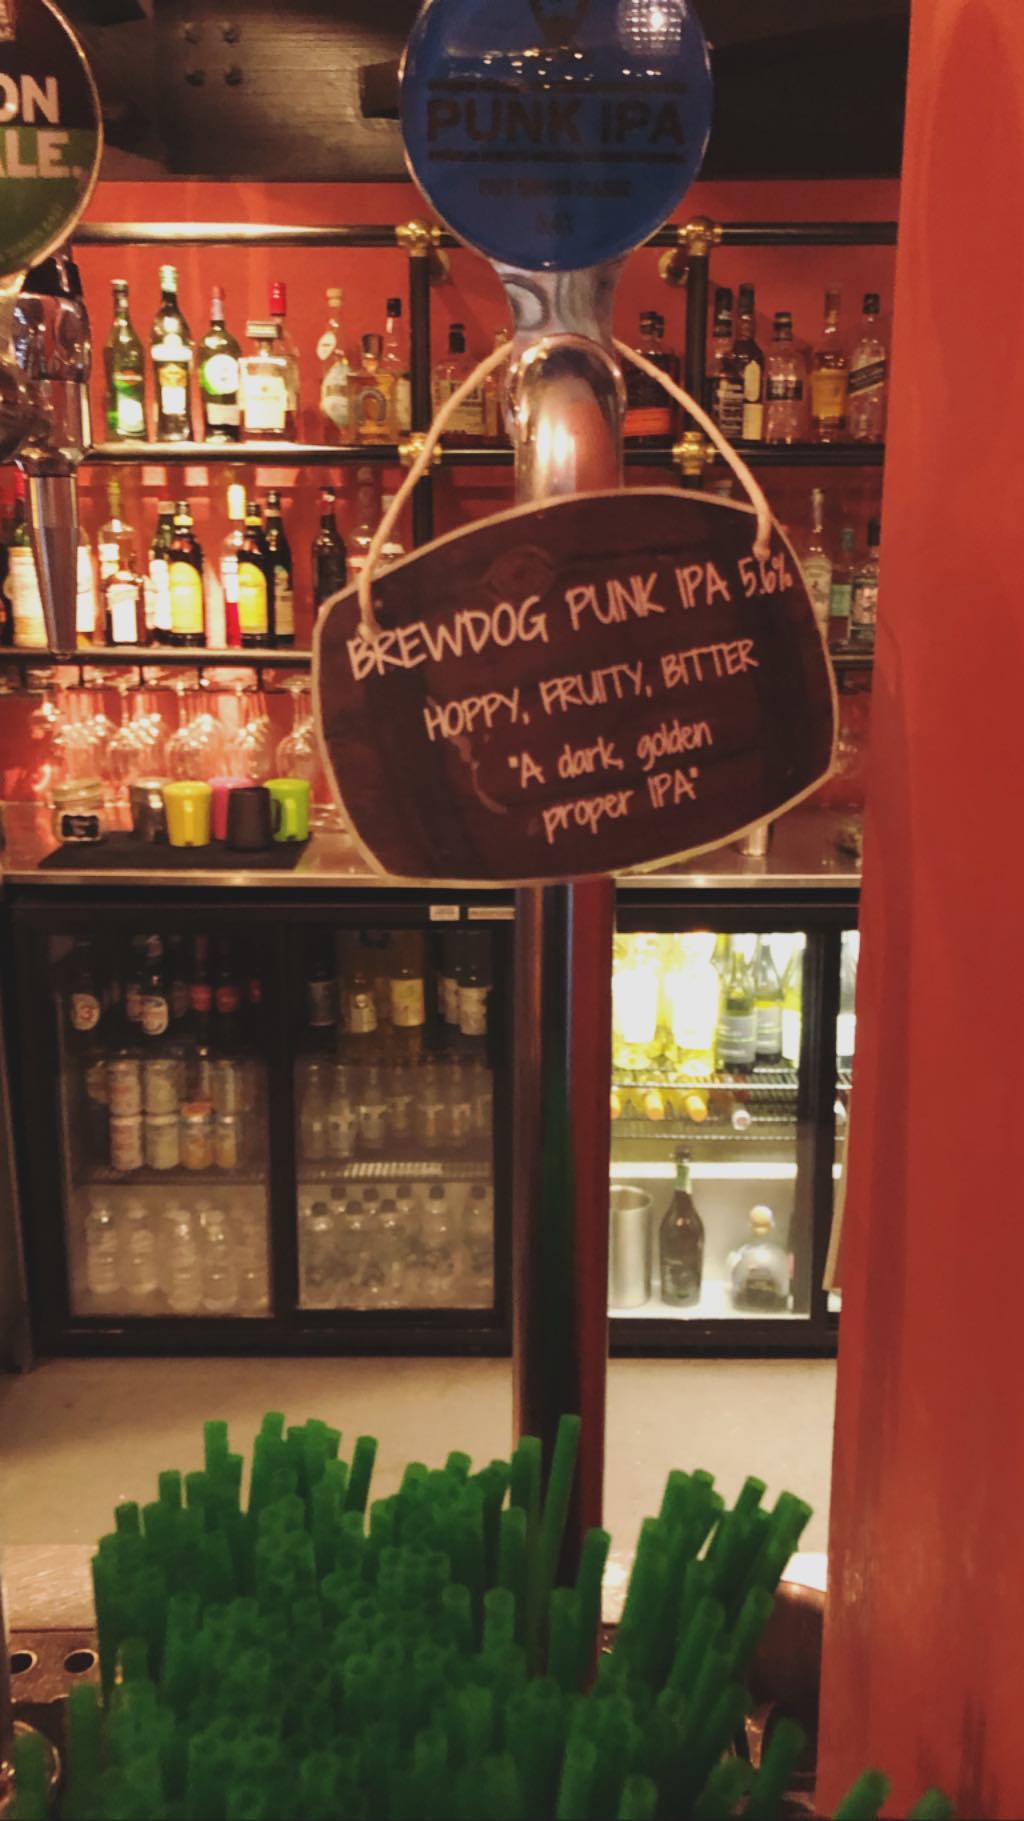 ON
ALE.
PUNK IPA
BREWDOG PUNK IPA 5.6%
HOPPY, FRUITY, BITTER
"A dark, golden
proper IPA"